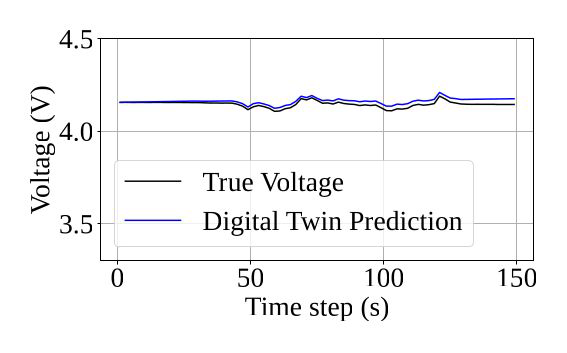 4.5
4.0
3.5
Voltage (V)
True Voltage
Digital Twin Prediction
0 50 100 150
Time step (s)